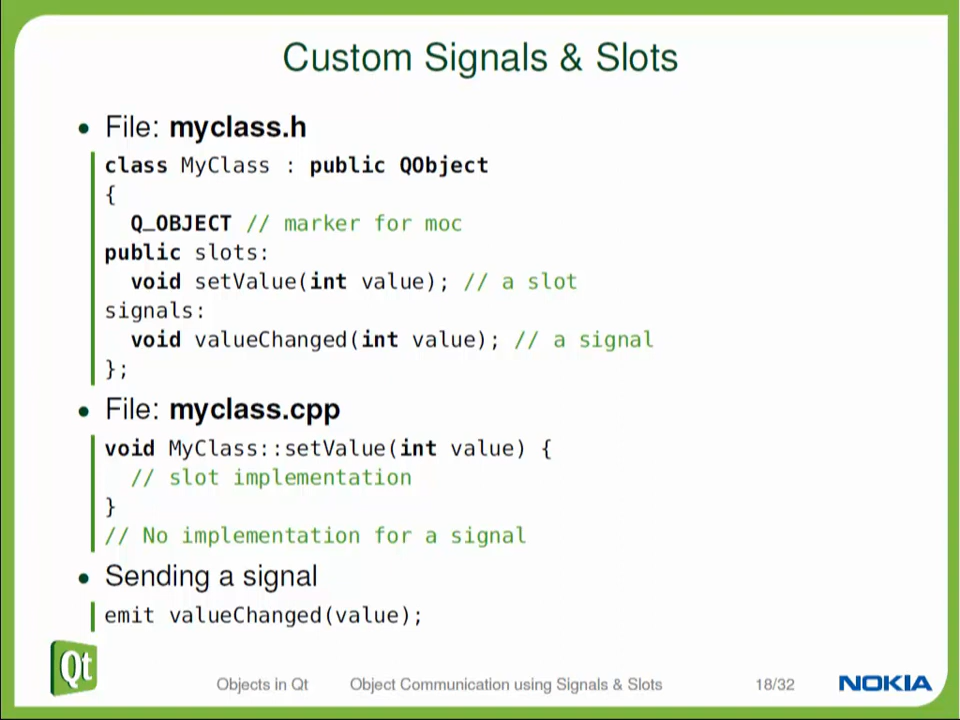 Custom Signals & Slots
• File: myclass.h
class MyClass : public QObject
{
  Q_OBJECT // marker for moc
public slots:
  void setValue(int value); // a slot
signals:
  void valueChanged(int value); // a signal
};
• File: myclass.cpp
void MyClass::setValue(int value) {
  // slot implementation
}
// No implementation for a signal
• Sending a signal
emit valueChanged(value);
Qt
Objects in Qt Object Communication using Signals & Slots 18/32 NOKIA